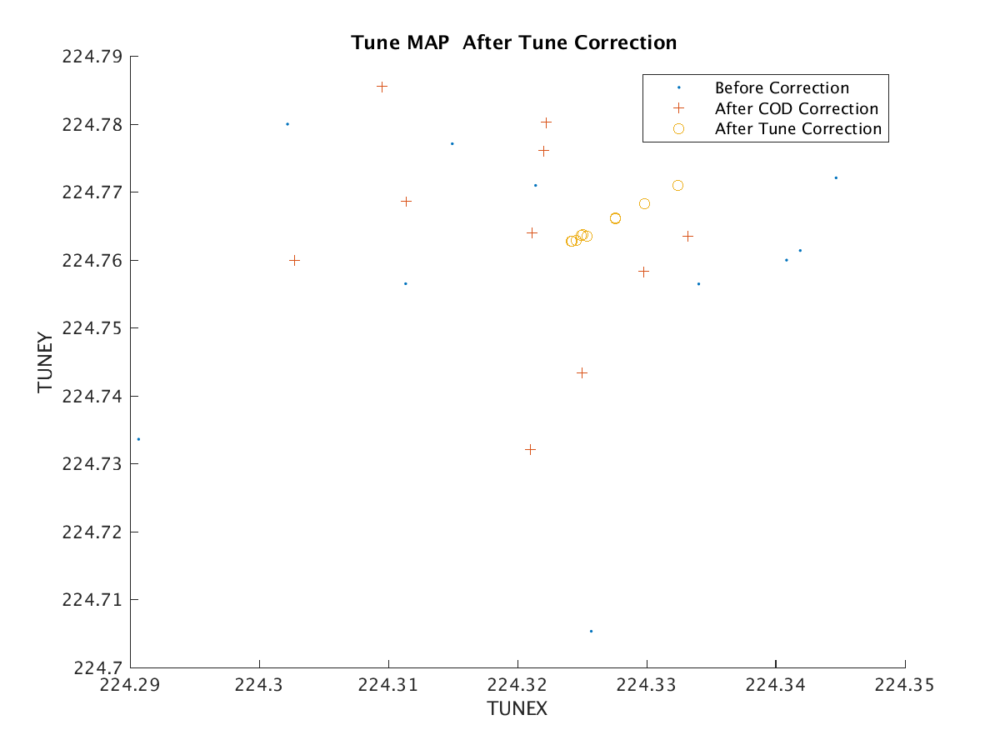 Tune MAP  After Tune Correction
Before Correction
After COD Correction
After Tune Correction
224.79
224.78
224.77
224.76
224.75
224.74
224.73
224.72
224.71
224.7
TUNEY
224.29 224.3 224.31 224.32 224.33 224.34 224.35
TUNEX